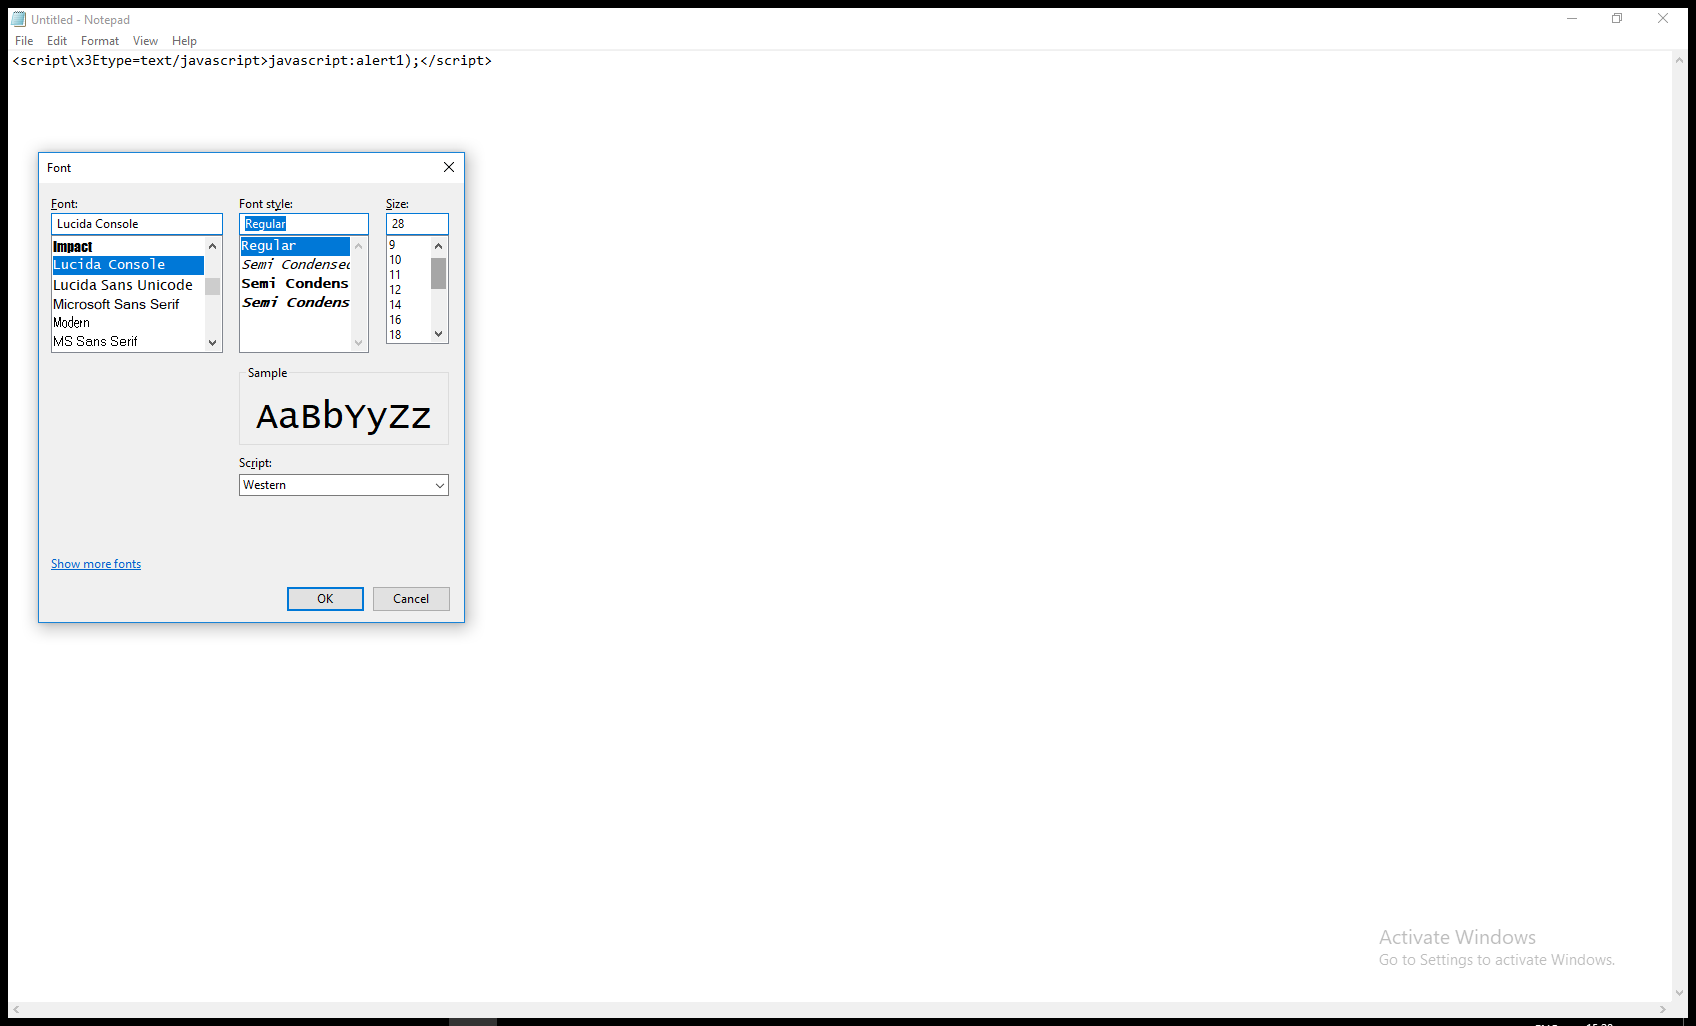 Untitled - Notepad
File Edit Format View Help
<script\x3Etype=text/javascript>javascript:alert1);</script>
Font
Font: Font style: Size:
Lucida Console Regular 28
Impact
Lucida Console
Lucida Sans Unicode
Microsoft Sans Serif
Modern
MS Sans Serif
Regular
Semi Condensed
Semi Condens
Semi Condens
9
10
11
12
14
16
18
Sample
AaBbYyZz
Script:
Western
Show more fonts
OK Cancel
Activate Windows
Go to Settings to activate Windows.